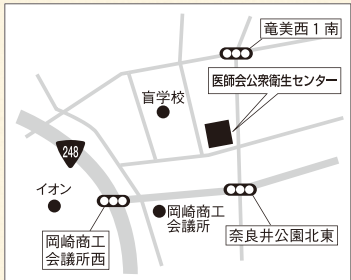 竜美西1南
医師会公衆衛生センター
盲学校
248
イオン
岡崎商工
会議所西
岡崎商工
会議所
奈良井公園北東